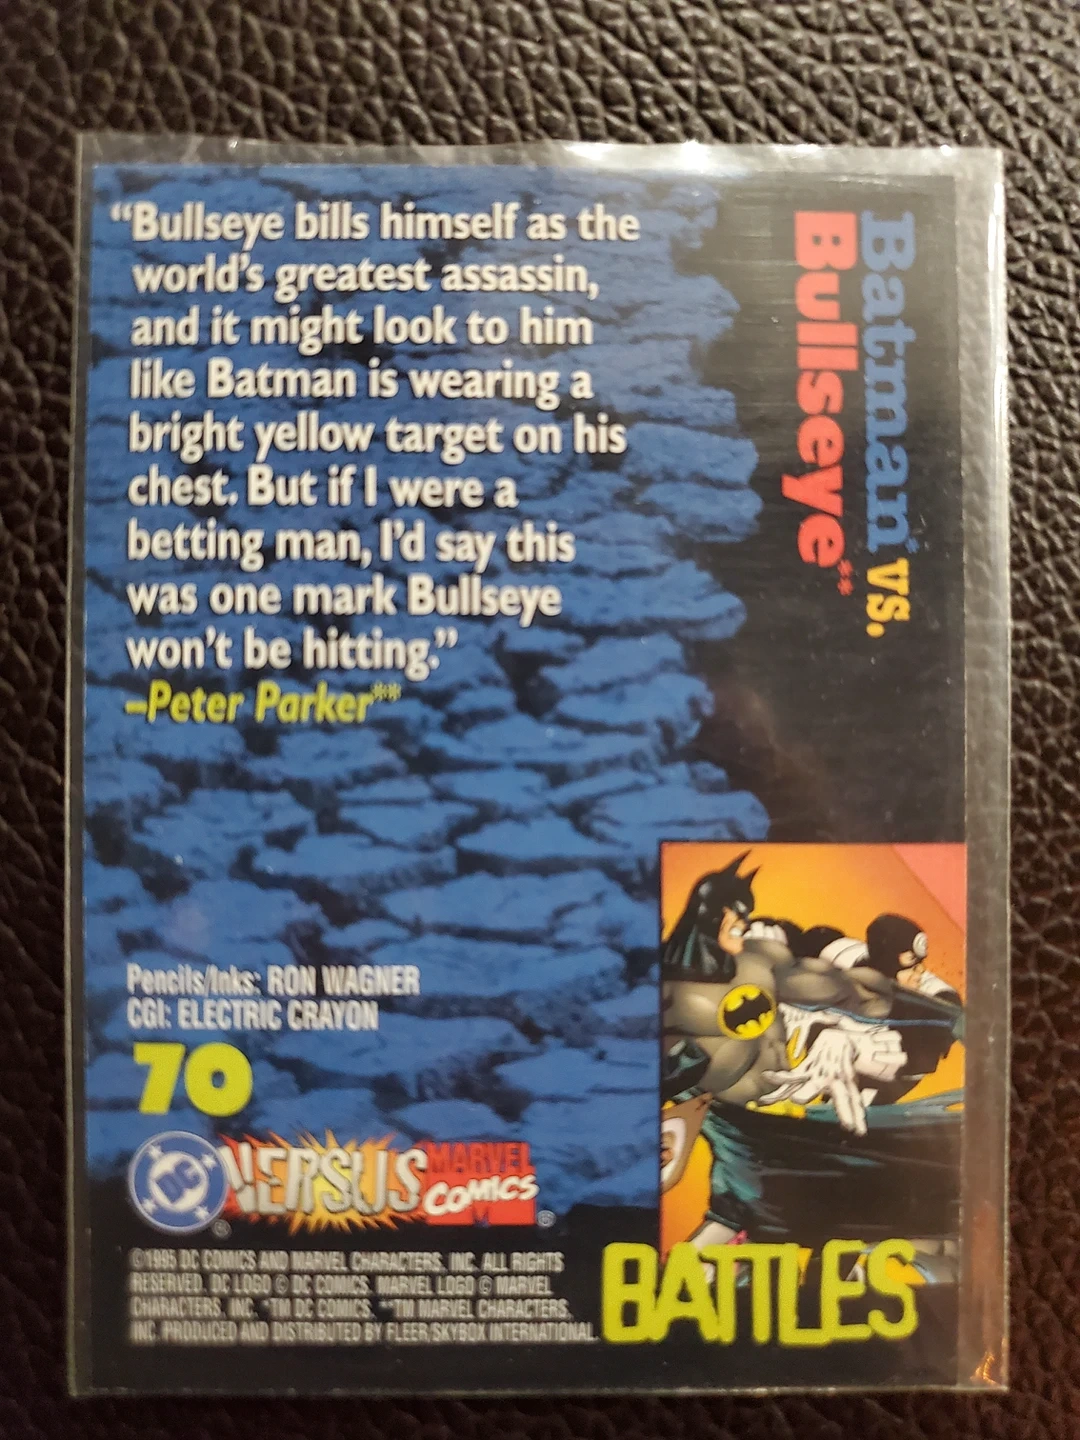 “Bullseye bills himself as the
world’s greatest assassin,
and it might look to him
like Batman is wearing a
bright yellow target on his
chest. But if I were a
betting man, I’d say this
was one mark Bullseye
won’t be hitting.”
–Peter Parker**
Batman* vs.
Bullseye**
Pencils/Inks: RON WAGNER
CGI: ELECTRIC CRAYON
70
DC VERSUS MARVEL COMICS
©1995 DC COMICS AND MARVEL CHARACTERS, INC. ALL RIGHTS
RESERVED. DC LOGO © DC COMICS. MARVEL LOGO © MARVEL
CHARACTERS, INC. *TM DC COMICS. **TM MARVEL CHARACTERS,
INC. PRODUCED AND DISTRIBUTED BY FLEER/SKYBOX INTERNATIONAL.
BATTLES